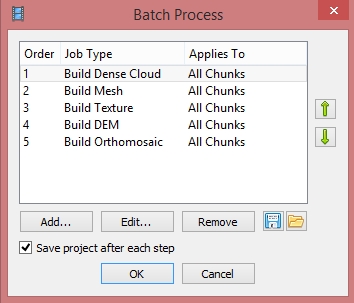 Batch Process
Order Job Type Applies To
1 Build Dense Cloud All Chunks
2 Build Mesh All Chunks
3 Build Texture All Chunks
4 Build DEM All Chunks
5 Build Orthomosaic All Chunks
Add... Edit... Remove
Save project after each step
OK Cancel